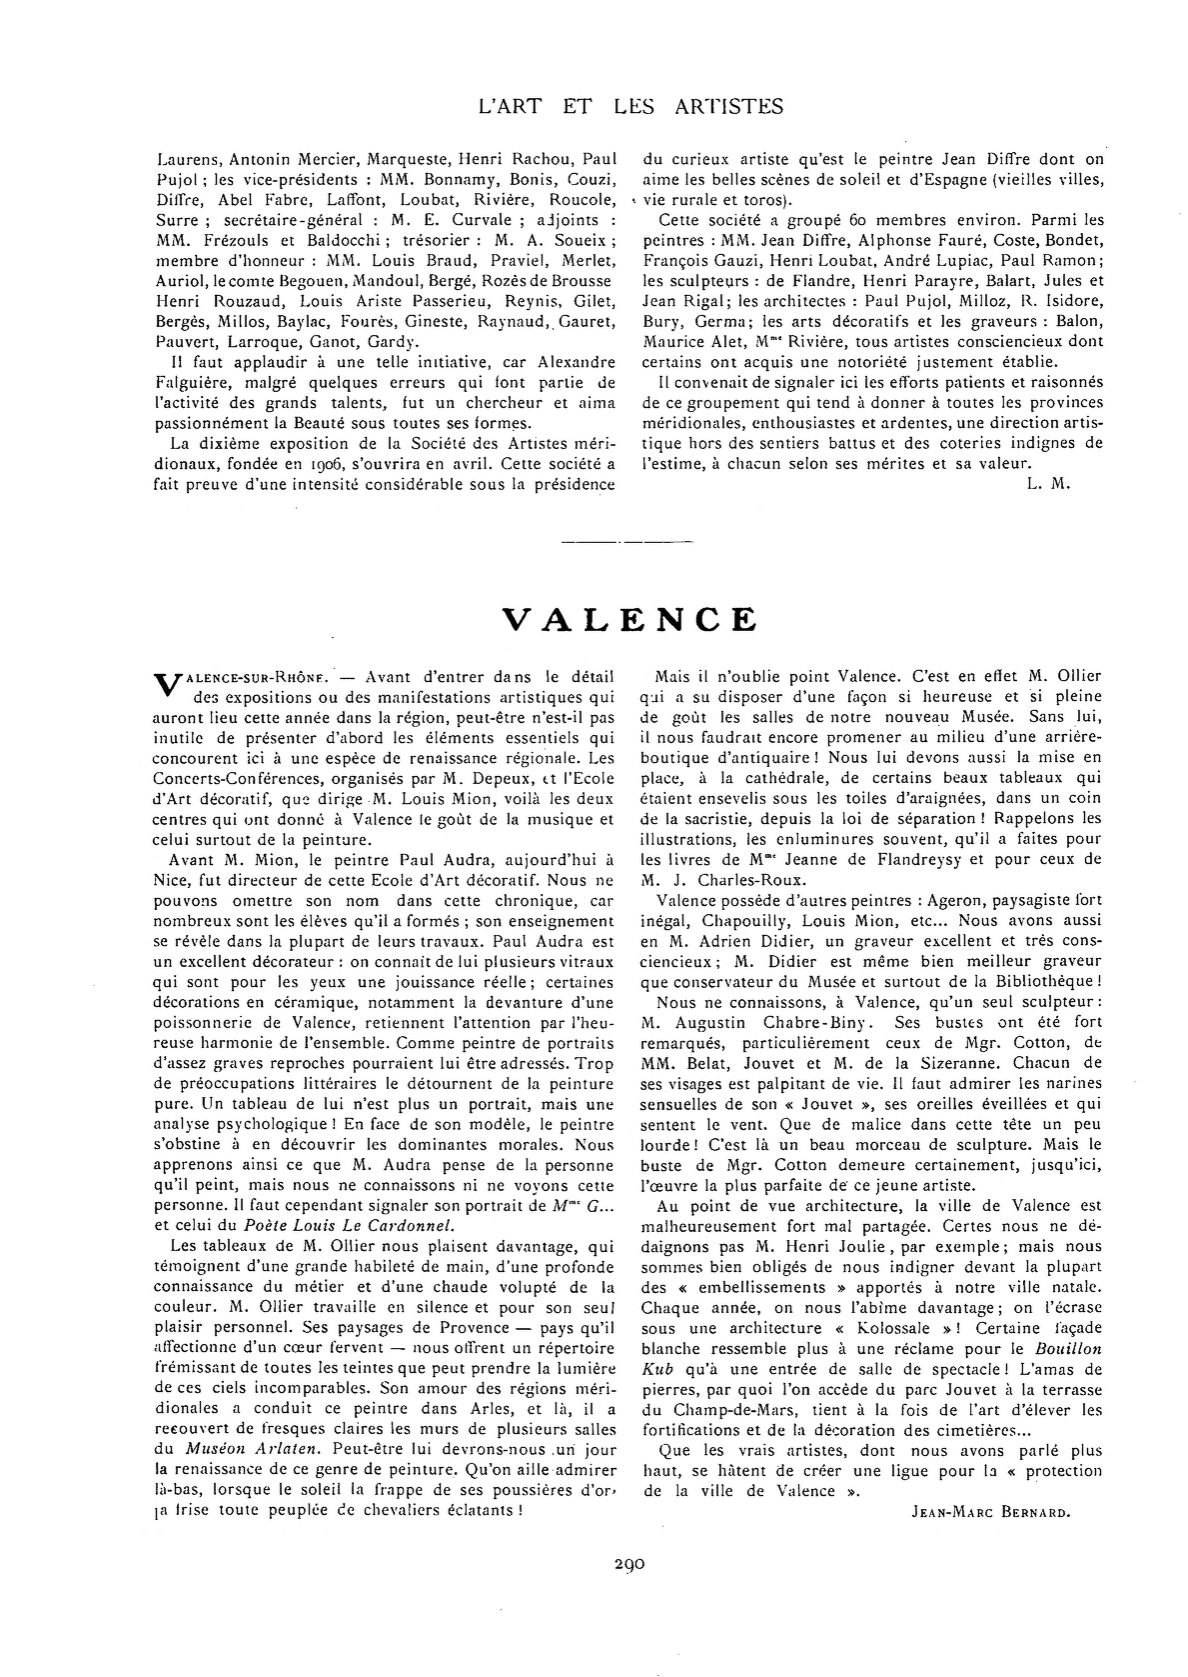 L'ART ET LES ARTISTES
Laurens, Antonin Mercier, Marqueste, Henri Rachou, Paul
Pujol ; les vice-présidents : MM. Bonnamy, Bonis, Couzi,
Diffre, Abel Fabre, Laffont, Loubat, Rivière, Roucole,
Surre ; secrétaire-général : M. E. Curvale ; adjoints :
MM. Frézouls et Baldocchi ; trésorier : M. A. Soueix ;
membre d'honneur : MM. Louis Braud, Praviel, Merlet,
Auriol, le comte Begouen, Mandoul, Bergé, Rozès de Brousse
Henri Rouzaud, Louis Ariste Passerieu, Reynis, Gilet,
Bergès, Millos, Baylac, Fourès, Gineste, Raynaud, Gauret,
Pauvert, Larroque, Ganot, Gardy.
Il faut applaudir à une telle initiative, car Alexandre
Falguière, malgré quelques erreurs qui font partie de
l'activité des grands talents, fut un chercheur et aima
passionnément la Beauté sous toutes ses formes.
La dixième exposition de la Société des Artistes méri-
dionaux, fondée en 1906, s'ouvrira en avril. Cette société a
fait preuve d'une intensité considérable sous la présidence
du curieux artiste qu'est le peintre Jean Diffre dont on
aime les belles scènes de soleil et d'Espagne (vieilles villes,
vie rurale et toros).
Cette société a groupé 60 membres environ. Parmi les
peintres : MM. Jean Diffre, Alphonse Fauré, Coste, Bondet,
François Gauzi, Henri Loubat, André Lupiac, Paul Ramon ;
les sculpteurs : de Flandre, Henri Parayre, Balart, Jules et
Jean Rigal ; les architectes : Paul Pujol, Milloz, R. Isidore,
Bury, Germa ; les arts décoratifs et les graveurs : Balon,
Maurice Alet, Mme Rivière, tous artistes consciencieux dont
certains ont acquis une notoriété justement établie.
Il convenait de signaler ici les efforts patients et raisonnés
de ce groupement qui tend à donner à toutes les provinces
méridionales, enthousiastes et ardentes, une direction artis-
tique hors des sentiers battus et des coteries indignes de
l'estime, à chacun selon ses mérites et sa valeur.
L. M.
VALENCE
VALENCE-SUR-RHÔNE. — Avant d'entrer dans le détail
des expositions ou des manifestations artistiques qui
auront lieu cette année dans la région, peut-être n'est-il pas
inutile de présenter d'abord les éléments essentiels qui
concourent ici à une espèce de renaissance régionale. Les
Concerts-Conférences, organisés par M. Depeux, et l'Ecole
d'Art décoratif, que dirige M. Louis Mion, voilà les deux
centres qui ont donné à Valence le goût de la musique et
celui surtout de la peinture.
Avant M. Mion, le peintre Paul Audra, aujourd'hui à
Nice, fut directeur de cette Ecole d'Art décoratif. Nous ne
pouvons omettre son nom dans cette chronique, car
nombreux sont les élèves qu'il a formés ; son enseignement
se révèle dans la plupart de leurs travaux. Paul Audra est
un excellent décorateur : on connait de lui plusieurs vitraux
qui sont pour les yeux une jouissance réelle ; certaines
décorations en céramique, notamment la devanture d'une
poissonnerie de Valence, retiennent l'attention par l'heu-
reuse harmonie de l'ensemble. Comme peintre de portraits
d'assez graves reproches pourraient lui être adressés. Trop
de préoccupations littéraires le détournent de la peinture
pure. Un tableau de lui n'est plus un portrait, mais une
analyse psychologique ! En face de son modèle, le peintre
s'obstine à en découvrir les dominantes morales. Nous
apprenons ainsi ce que M. Audra pense de la personne
qu'il peint, mais nous ne connaissons ni ne voyons cette
personne. Il faut cependant signaler son portrait de Mme G...
et celui du Poète Louis Le Cardonnel.
Les tableaux de M. Ollier nous plaisent davantage, qui
témoignent d'une grande habileté de main, d'une profonde
connaissance du métier et d'une chaude volupté de la
couleur. M. Ollier travaille en silence et pour son seul
plaisir personnel. Ses paysages de Provence — pays qu'il
affectionne d'un cœur fervent — nous offrent un répertoire
frémissant de toutes les teintes que peut prendre la lumière
de ces ciels incomparables. Son amour des régions méri-
dionales a conduit ce peintre dans Arles, et là, il a
recouvert de fresques claires les murs de plusieurs salles
du Muséon Arlaten. Peut-être lui devrons-nous un jour
la renaissance de ce genre de peinture. Qu'on aille admirer
là-bas, lorsque le soleil la frappe de ses poussières d'or,
la frise toute peuplée de chevaliers éclatants !
Mais il n'oublie point Valence. C'est en effet M. Ollier
qui a su disposer d'une façon si heureuse et si pleine
de goût les salles de notre nouveau Musée. Sans lui,
il nous faudrait encore promener au milieu d'une arrière-
boutique d'antiquaire ! Nous lui devons aussi la mise en
place, à la cathédrale, de certains beaux tableaux qui
étaient ensevelis sous les toiles d'araignées, dans un coin
de la sacristie, depuis la loi de séparation ! Rappelons les
illustrations, les enluminures souvent, qu'il a faites pour
les livres de Mme Jeanne de Flandreysy et pour ceux de
M. J. Charles-Roux.
Valence possède d'autres peintres : Ageron, paysagiste fort
inégal, Chapouilly, Louis Mion, etc... Nous avons aussi
en M. Adrien Didier, un graveur excellent et très cons-
ciencieux ; M. Didier est même bien meilleur graveur
que conservateur du Musée et surtout de la Bibliothèque !
Nous ne connaissons, à Valence, qu'un seul sculpteur :
M. Augustin Chabre-Biny. Ses bustes ont été fort
remarqués, particulièrement ceux de Mgr. Cotton, de
MM. Belat, Jouvet et M. de la Sizeranne. Chacun de
ses visages est palpitant de vie. Il faut admirer les narines
sensuelles de son « Jouvet », ses oreilles éveillées et qui
sentent le vent. Que de malice dans cette tête un peu
lourde ! C'est là un beau morceau de sculpture. Mais le
buste de Mgr. Cotton demeure certainement, jusqu'ici,
l'œuvre la plus parfaite de ce jeune artiste.
Au point de vue architecture, la ville de Valence est
malheureusement fort mal partagée. Certes nous ne dé-
daignons pas M. Henri Joulie, par exemple ; mais nous
sommes bien obligés de nous indigner devant la plupart
des « embellissements » apportés à notre ville natale.
Chaque année, on nous l'abîme davantage ; on l'écrase
sous une architecture « Kolossale » ! Certaine façade
blanche ressemble plus à une réclame pour le Bouillon
Kub qu'à une entrée de salle de spectacle ! L'amas de
pierres, par quoi l'on accède du parc Jouvet à la terrasse
du Champ-de-Mars, tient à la fois de l'art d'élever les
fortifications et de la décoration des cimetières...
Que les vrais artistes, dont nous avons parlé plus
haut, se hâtent de créer une ligue pour la « protection
de la ville de Valence ».
JEAN-MARC BERNARD.
290